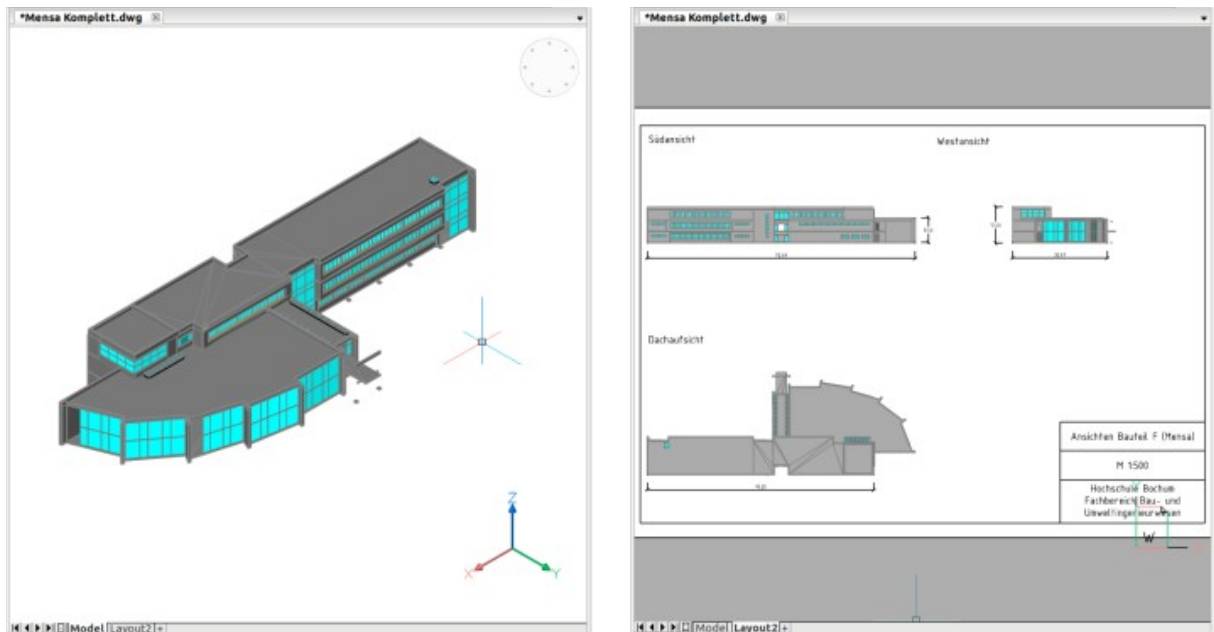 *Mensa Komplett.dwg
Z
X
Y
Model Layout2 +
*Mensa Komplett.dwg
Südansicht
Westansicht
Dachaufsicht
Ansichten Bauteil F (Mensa)
M 1:500
Hochschule Bochum
Fachbereich Bau- und
Umweltingenieurwesen
W
Model Layout2 +